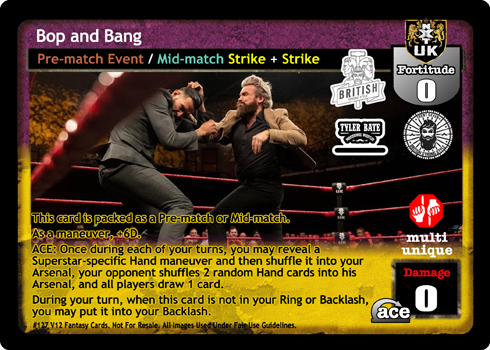 Bop and Bang
NXT
UK
Pre-match Event / Mid-match Strike + Strike
Fortitude
0
BRITISH
TYLER BATE
This card is packed as a Pre-match or Mid-match.
As a maneuver, +6D.
ACE: Once during each of your turns, you may reveal a
Superstar-specific Hand maneuver and then shuffle it into your
Arsenal, your opponent shuffles 2 random Hand cards into his
Arsenal, and all players draw 1 card.
During your turn, when this card is not in your Ring or Backlash,
you may put it into your Backlash.
#127 V12 Fantasy Cards. Not For Resale. All Images Used Under Fair Use Guidelines.
multi
unique
Damage
0
ace